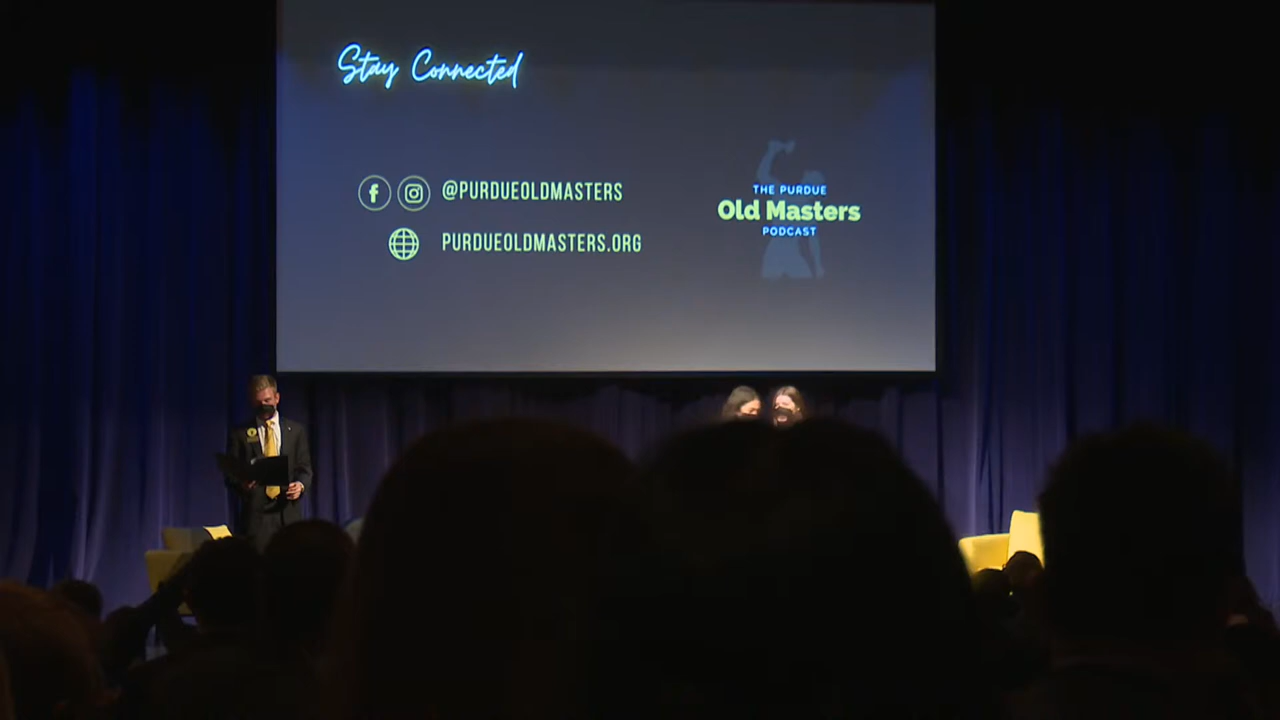 Stay Connected
@PURDUEOLDMASTERS
PURDUEOLDMASTERS.ORG
THE PURDUE
Old Masters
PODCAST